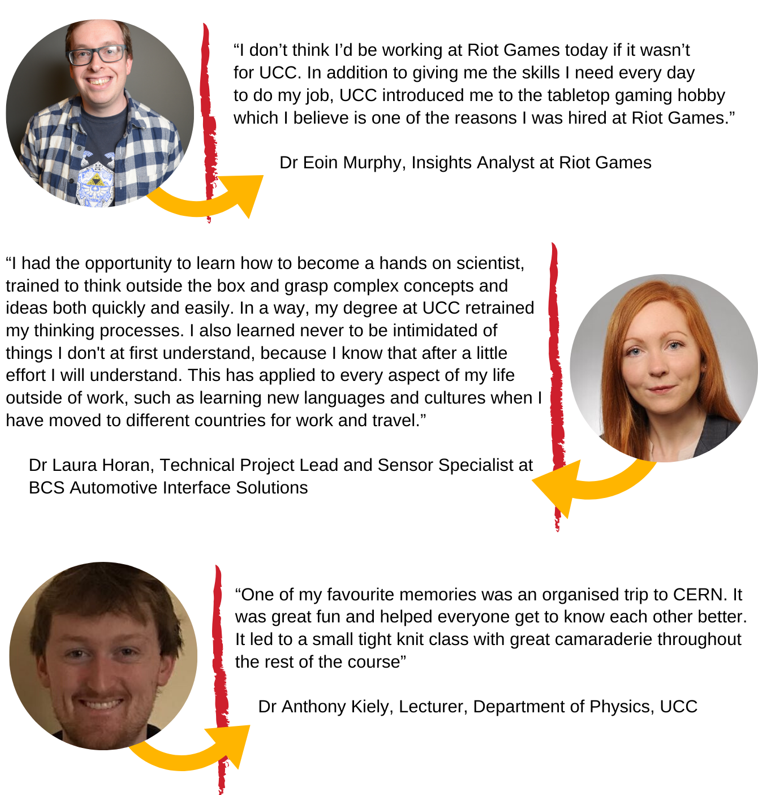 “I don’t think I’d be working at Riot Games today if it wasn’t
for UCC. In addition to giving me the skills I need every day
to do my job, UCC introduced me to the tabletop gaming hobby
which I believe is one of the reasons I was hired at Riot Games.”
Dr Eoin Murphy, Insights Analyst at Riot Games
“I had the opportunity to learn how to become a hands on scientist,
trained to think outside the box and grasp complex concepts and
ideas both quickly and easily. In a way, my degree at UCC retrained
my thinking processes. I also learned never to be intimidated of
things I don't at first understand, because I know that after a little
effort I will understand. This has applied to every aspect of my life
outside of work, such as learning new languages and cultures when I
have moved to different countries for work and travel.”
Dr Laura Horan, Technical Project Lead and Sensor Specialist at
BCS Automotive Interface Solutions
“One of my favourite memories was an organised trip to CERN. It
was great fun and helped everyone get to know each other better.
It led to a small tight knit class with great camaraderie throughout
the rest of the course”
Dr Anthony Kiely, Lecturer, Department of Physics, UCC